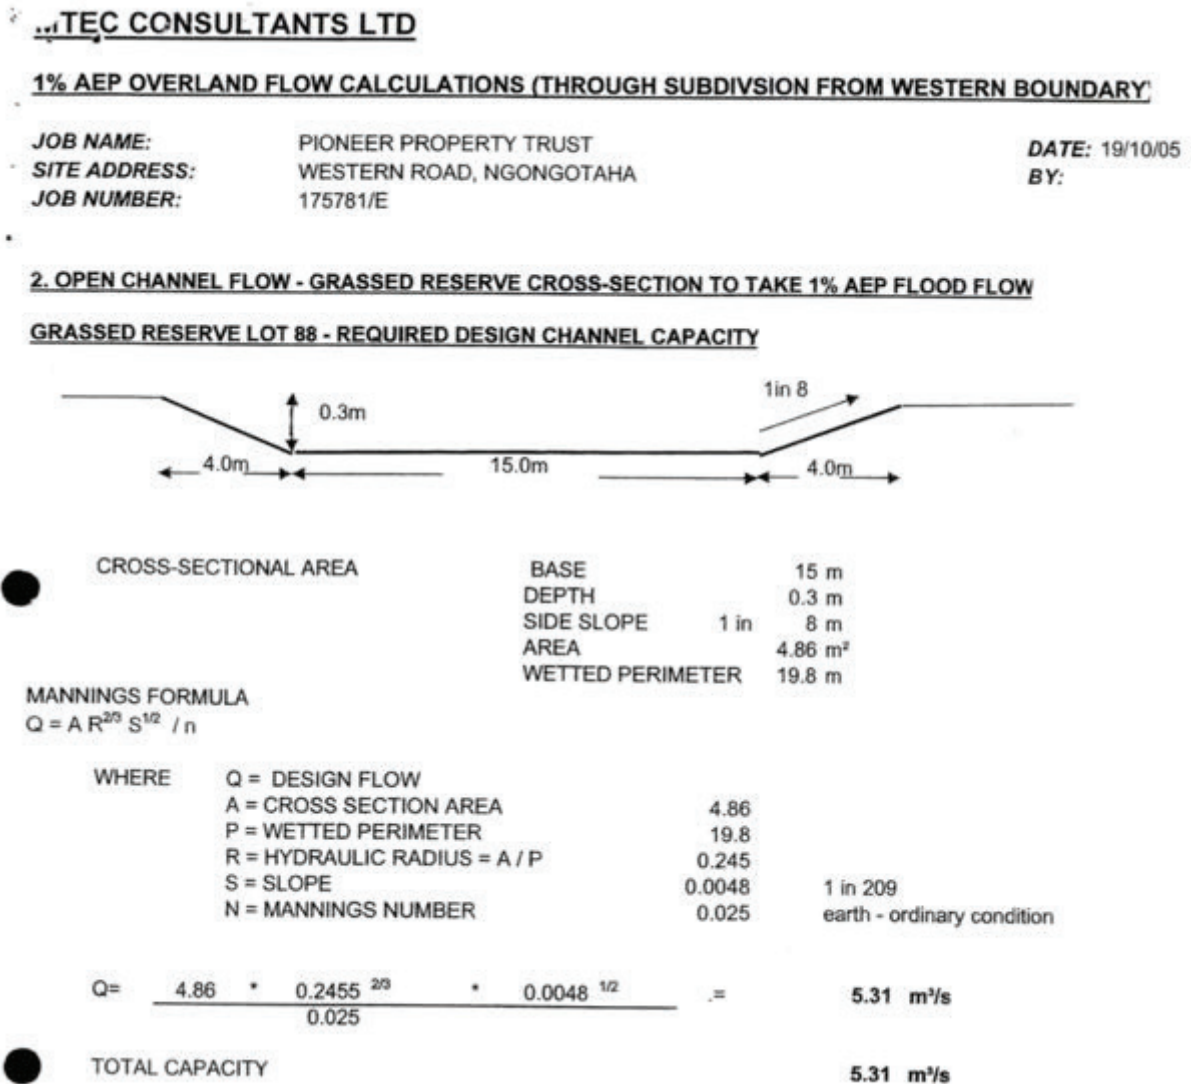 TEC CONSULTANTS LTD
1% AEP OVERLAND FLOW CALCULATIONS (THROUGH SUBDIVSION FROM WESTERN BOUNDARY)
JOB NAME: PIONEER PROPERTY TRUST DATE: 19/10/05
SITE ADDRESS: WESTERN ROAD, NGONGOTAHA BY:
JOB NUMBER: 175781/E
2. OPEN CHANNEL FLOW - GRASSED RESERVE CROSS-SECTION TO TAKE 1% AEP FLOOD FLOW
GRASSED RESERVE LOT 88 - REQUIRED DESIGN CHANNEL CAPACITY
0.3m 1in 8
4.0m 15.0m 4.0m
CROSS-SECTIONAL AREA BASE 15 m
DEPTH 0.3 m
SIDE SLOPE 1 in 8 m
AREA 4.86 m²
WETTED PERIMETER 19.8 m
MANNINGS FORMULA
Q = A R^2/3 S^1/2 / n
WHERE Q = DESIGN FLOW
A = CROSS SECTION AREA 4.86
P = WETTED PERIMETER 19.8
R = HYDRAULIC RADIUS = A / P 0.245
S = SLOPE 0.0048 1 in 209
N = MANNINGS NUMBER 0.025 earth - ordinary condition
Q= 4.86 * 0.2455 ^2/3 * 0.0048 ^1/2 .= 5.31 m³/s
0.025
TOTAL CAPACITY 5.31 m³/s